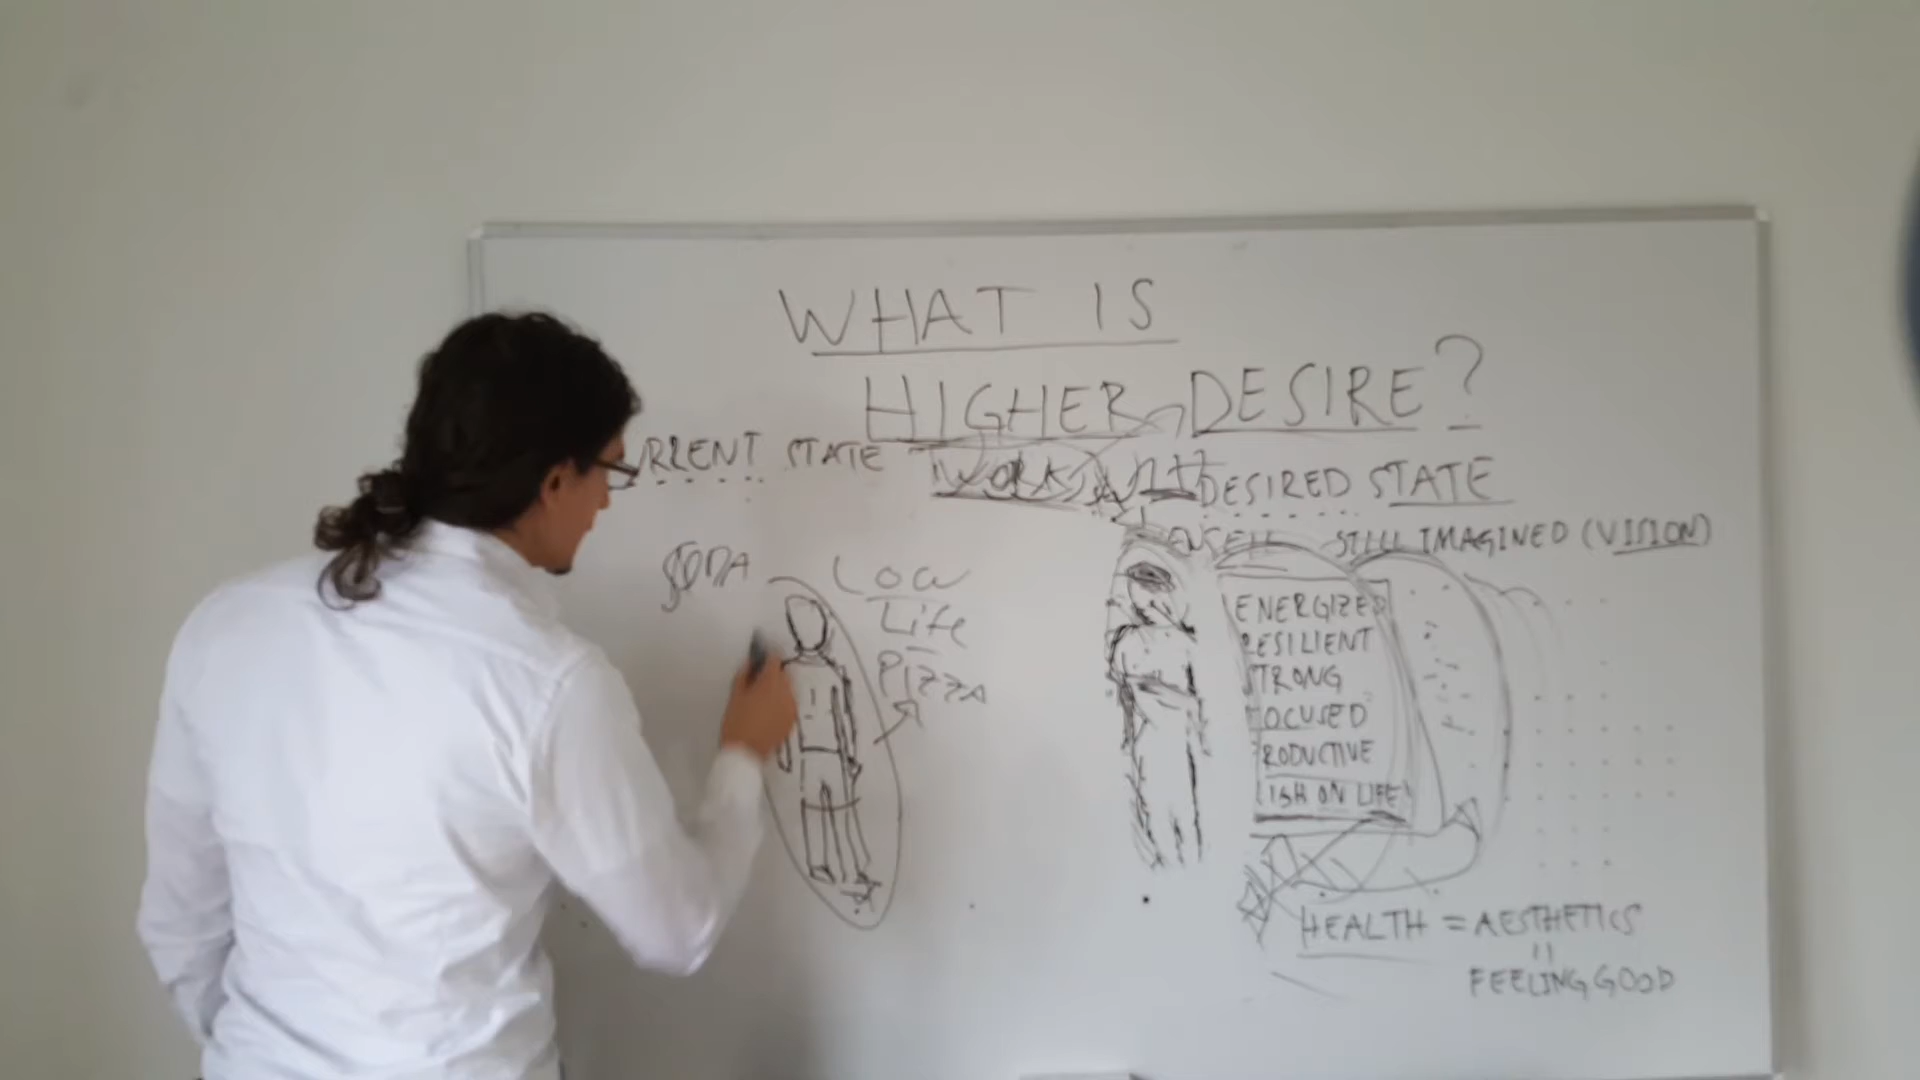 WHAT IS
HIGHER DESIRE?
RRENT STATE
WORK
DESIRED STATE
STILL IMAGINED (VISION)
SODA
LOW
Life
PIZZA
ENERGIZED
RESILIENT
STRONG
FOCUSED
PRODUCTIVE
ON LIFE
HEALTH = AESTHETICS
=
FEELING GOOD